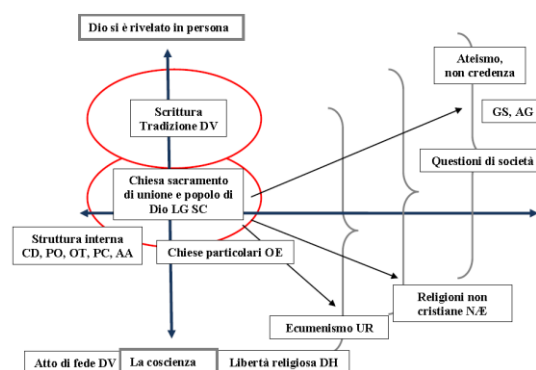 Dio si è rivelato in persona
Ateismo,
non credenza
Scrittura
Tradizione DV
GS, AG
Questioni di società
Chiesa sacramento
di unione e popolo di
Dio LG SC
Struttura interna
CD, PO, OT, PC, AA
Chiese particolari OE
Religioni non
cristiane NÆ
Ecumenismo UR
Atto di fede DV
La coscienza
Libertà religiosa DH